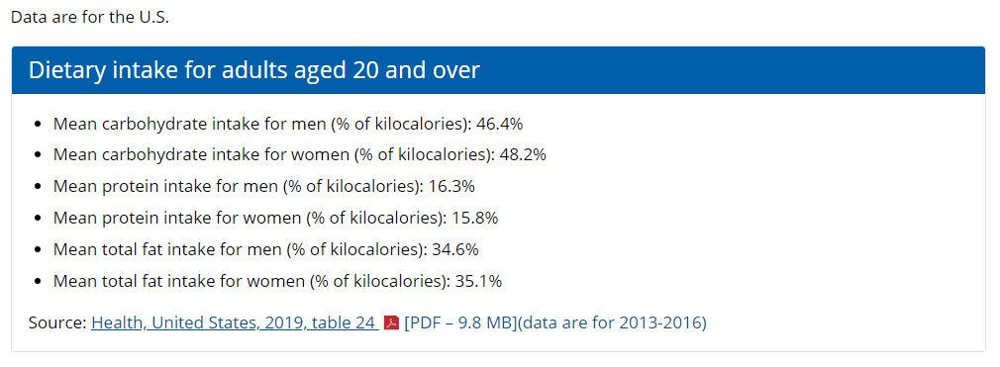 Data are for the U.S.
Dietary intake for adults aged 20 and over
• Mean carbohydrate intake for men (% of kilocalories): 46.4%
• Mean carbohydrate intake for women (% of kilocalories): 48.2%
• Mean protein intake for men (% of kilocalories): 16.3%
• Mean protein intake for women (% of kilocalories): 15.8%
• Mean total fat intake for men (% of kilocalories): 34.6%
• Mean total fat intake for women (% of kilocalories): 35.1%
Source: Health, United States, 2019, table 24 [PDF – 9.8 MB](data are for 2013-2016)